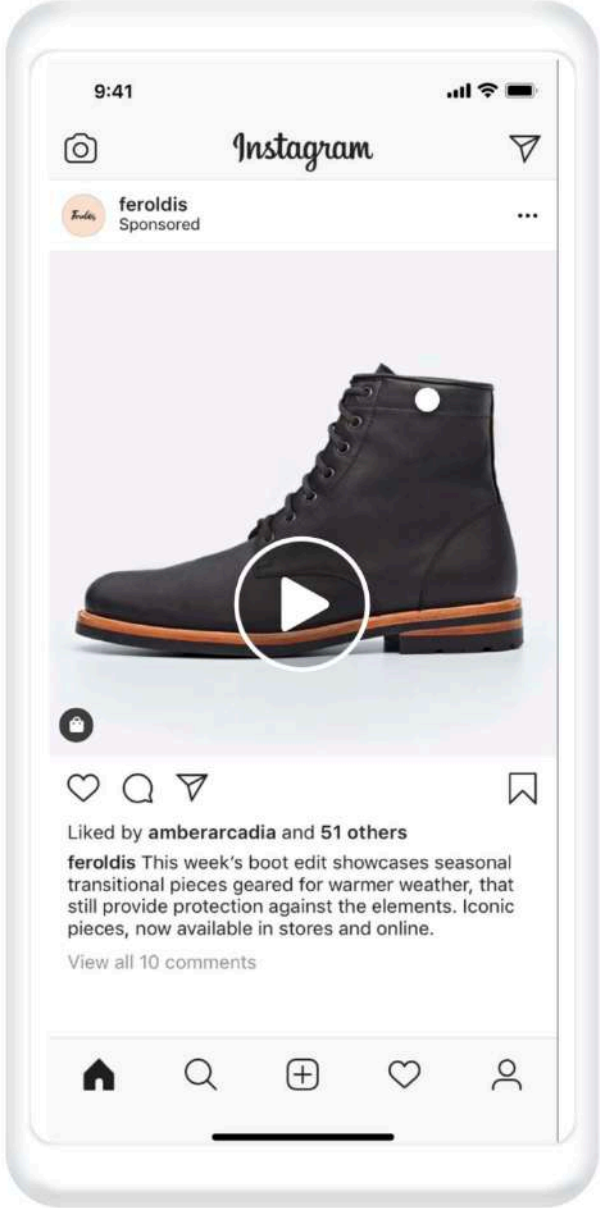 9:41
Instagram
feroldis
Sponsored
Liked by amberarcadia and 51 others
feroldis This week's boot edit showcases seasonal
transitional pieces geared for warmer weather, that
still provide protection against the elements. Iconic
pieces, now available in stores and online.
View all 10 comments